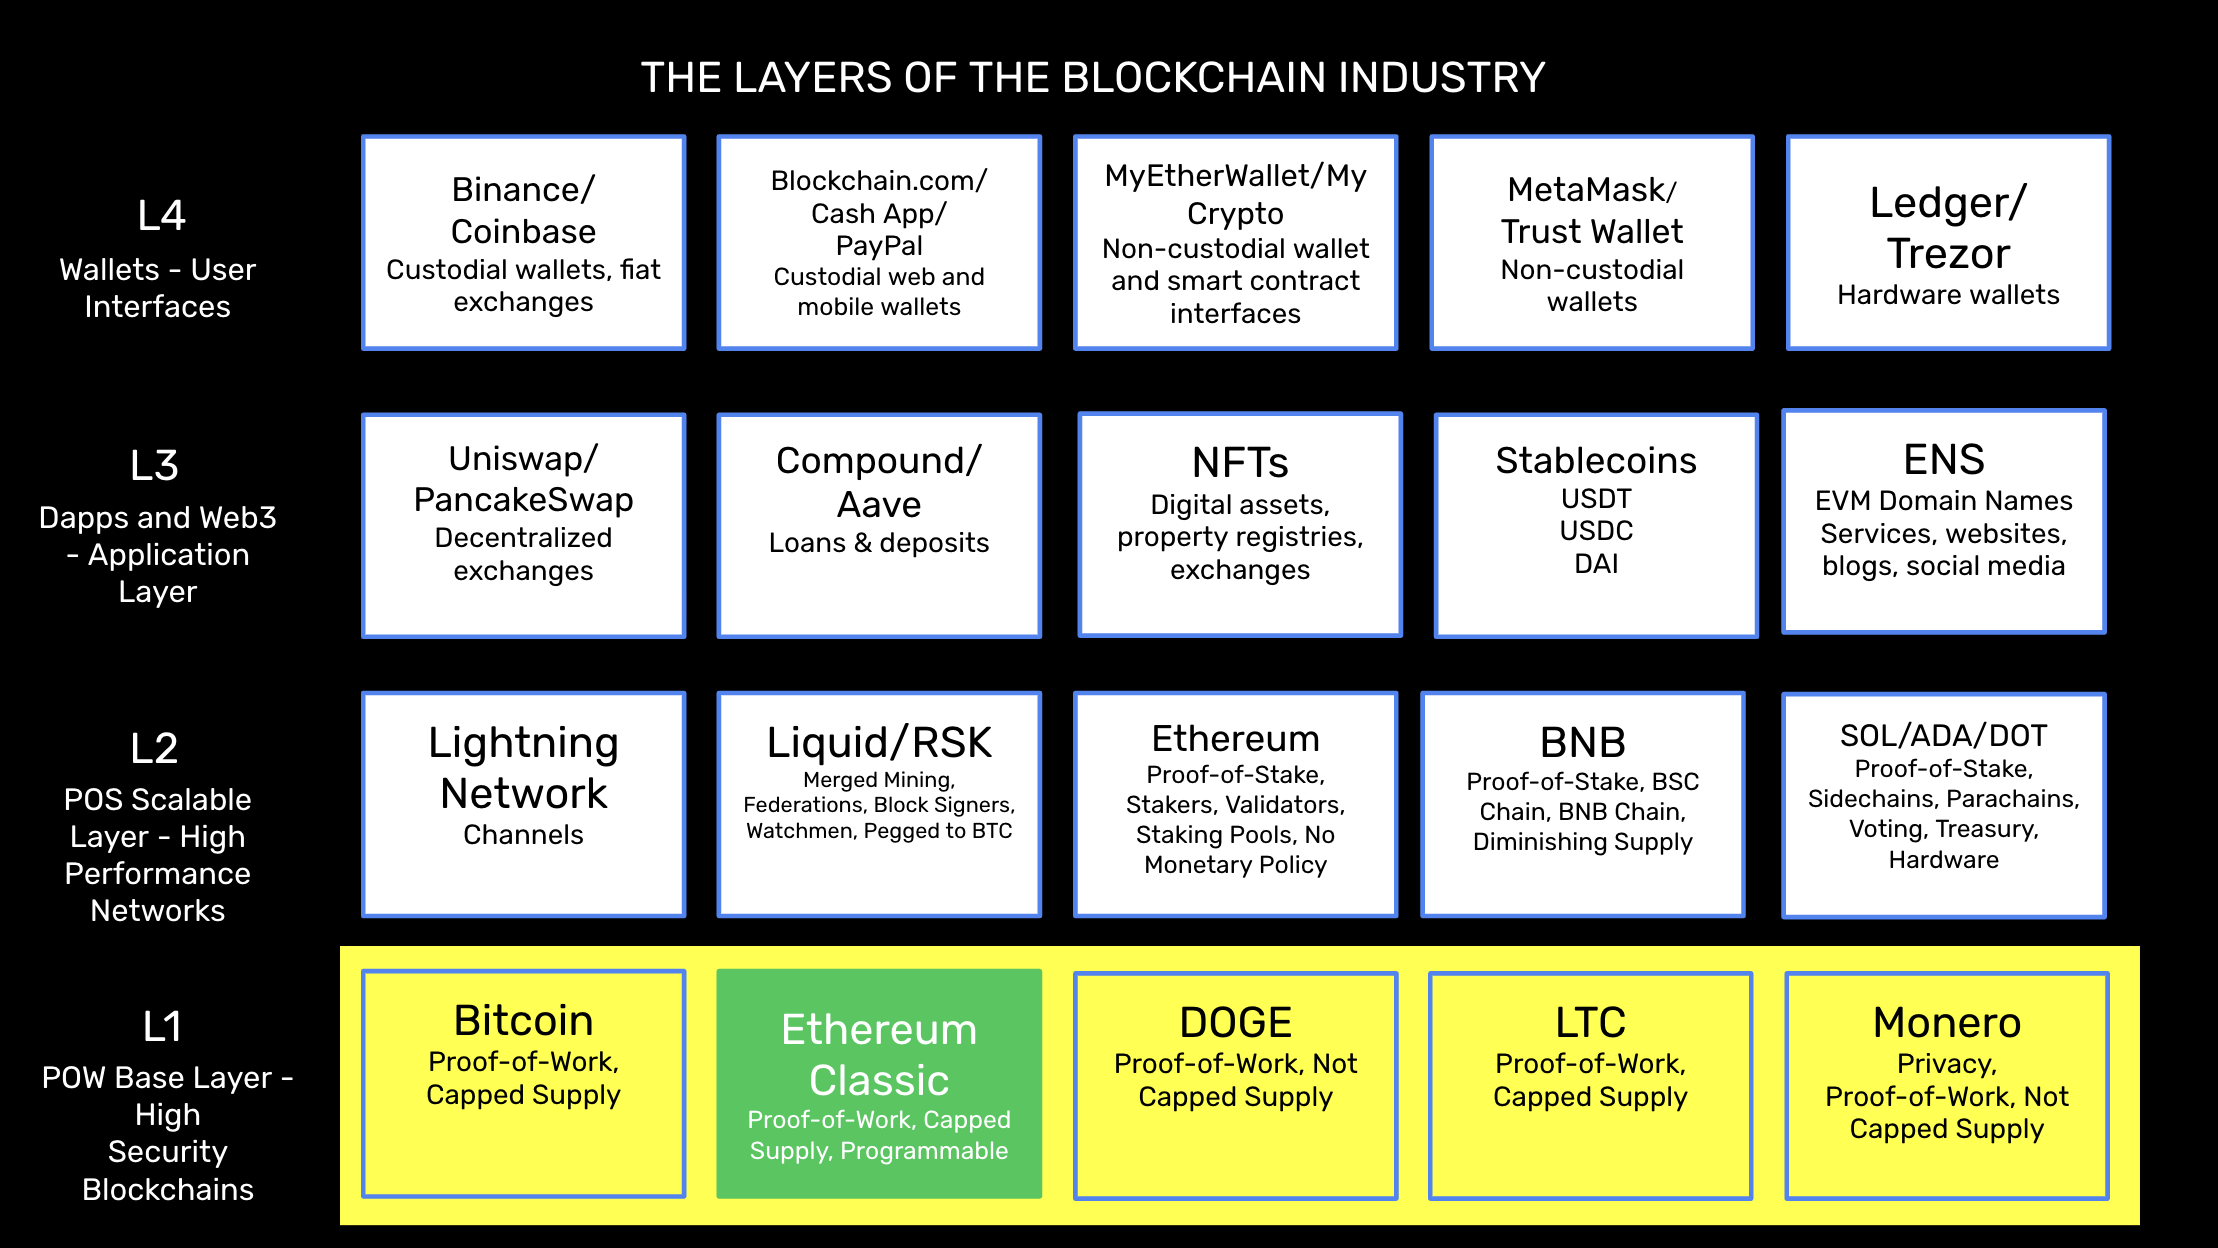 THE LAYERS OF THE BLOCKCHAIN INDUSTRY
L4
Wallets - User
Interfaces
Binance/
Coinbase
Custodial wallets, fiat
exchanges
Blockchain.com/
Cash App/
PayPal
Custodial web and
mobile wallets
MyEtherWallet/My
Crypto
Non-custodial wallet
and smart contract
interfaces
MetaMask/
Trust Wallet
Non-custodial
wallets
Ledger/
Trezor
Hardware wallets
L3
Dapps and Web3
- Application
Layer
Uniswap/
PancakeSwap
Decentralized
exchanges
Compound/
Aave
Loans & deposits
NFTs
Digital assets,
property registries,
exchanges
Stablecoins
USDT
USDC
DAI
ENS
EVM Domain Names
Services, websites,
blogs, social media
L2
POS Scalable
Layer - High
Performance
Networks
Lightning
Network
Channels
Liquid/RSK
Merged Mining,
Federations, Block Signers,
Watchmen, Pegged to BTC
Ethereum
Proof-of-Stake,
Stakers, Validators,
Staking Pools, No
Monetary Policy
BNB
Proof-of-Stake, BSC
Chain, BNB Chain,
Diminishing Supply
SOL/ADA/DOT
Proof-of-Stake,
Sidechains, Parachains,
Voting, Treasury,
Hardware
L1
POW Base Layer -
High
Security
Blockchains
Bitcoin
Proof-of-Work,
Capped Supply
Ethereum
Classic
Proof-of-Work, Capped
Supply, Programmable
DOGE
Proof-of-Work, Not
Capped Supply
LTC
Proof-of-Work,
Capped Supply
Monero
Privacy,
Proof-of-Work, Not
Capped Supply